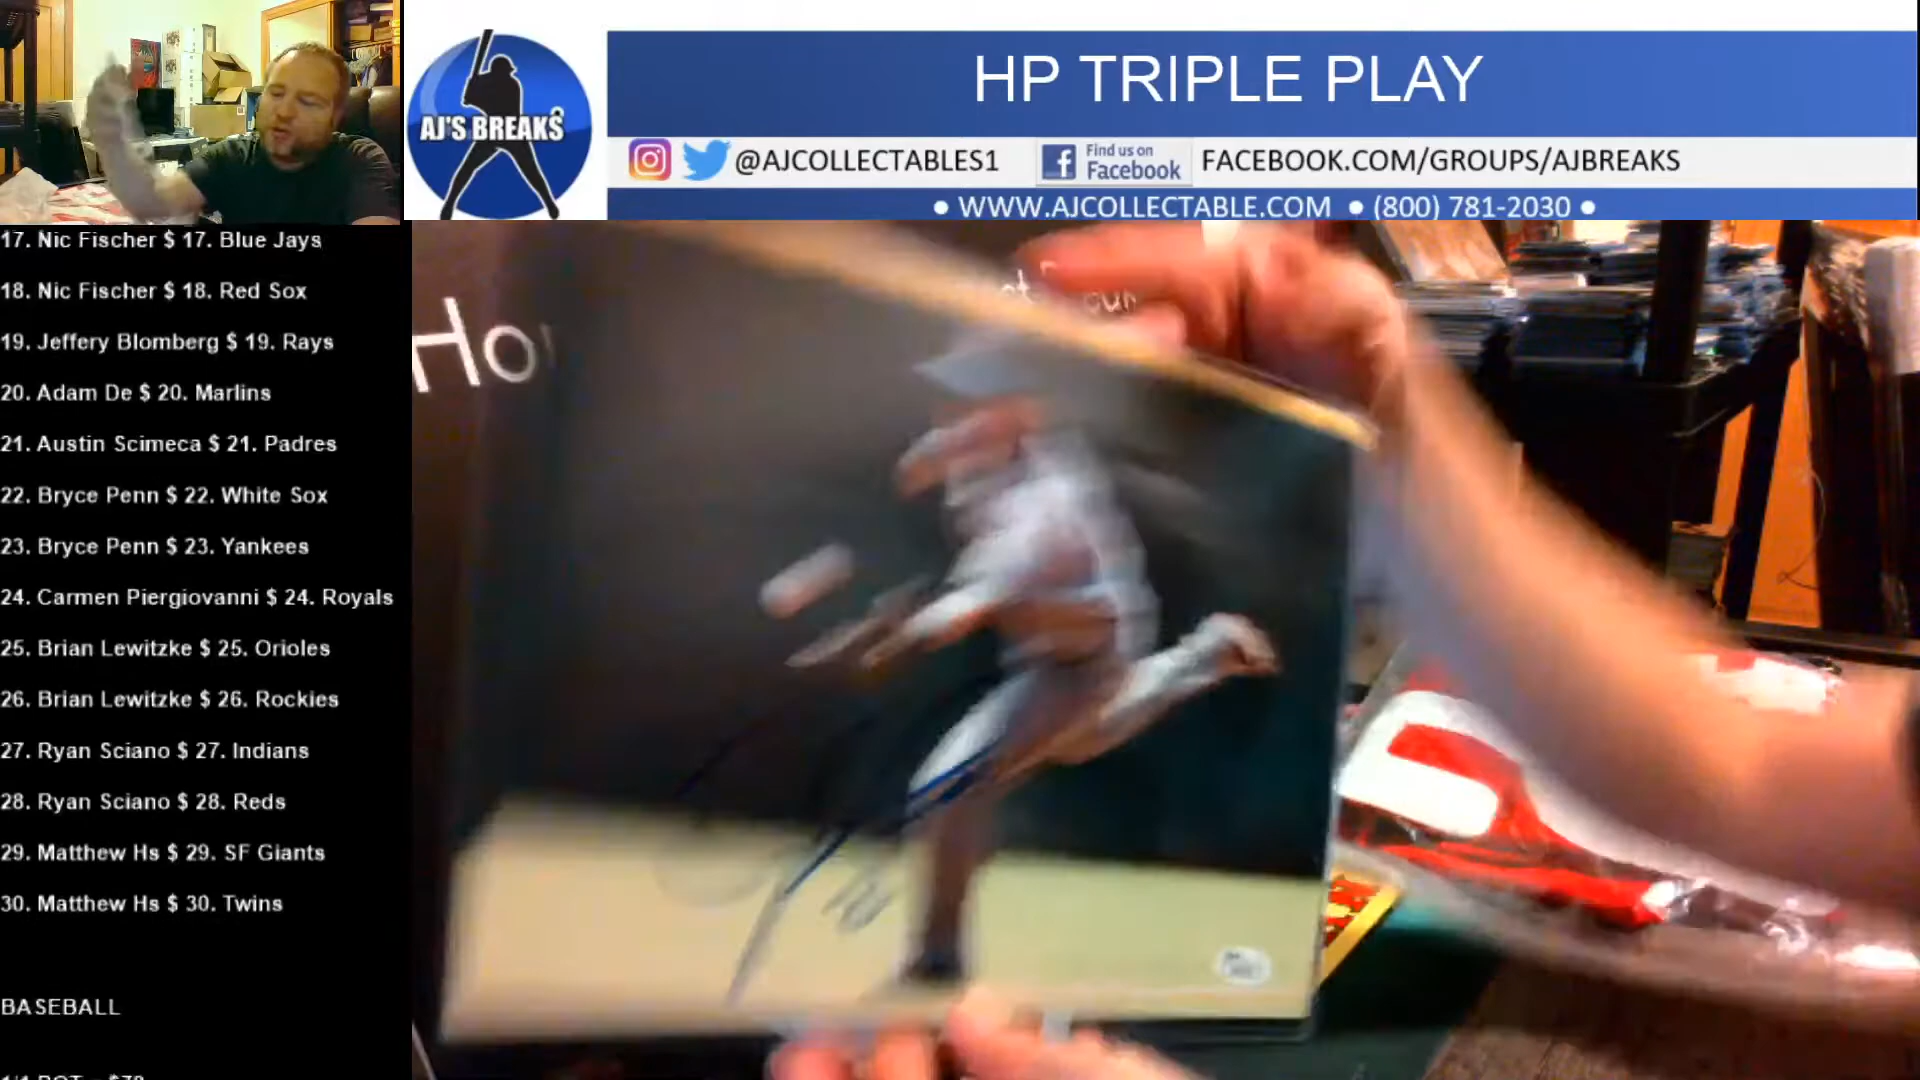 HP TRIPLE PLAY
AJ'S BREAKS
@AJCOLLECTABLES1
Find us on
Facebook
FACEBOOK.COM/GROUPS/AJBREAKS
• WWW.AJCOLLECTABLE.COM • (800) 781-2030 •
17. Nic Fischer $ 17. Blue Jays
18. Nic Fischer $ 18. Red Sox
19. Jeffery Blomberg $ 19. Rays
20. Adam De $ 20. Marlins
21. Austin Scimeca $ 21. Padres
22. Bryce Penn $ 22. White Sox
23. Bryce Penn $ 23. Yankees
24. Carmen Piergiovanni $ 24. Royals
25. Brian Lewitzke $ 25. Orioles
26. Brian Lewitzke $ 26. Rockies
27. Ryan Sciano $ 27. Indians
28. Ryan Sciano $ 28. Reds
29. Matthew Hs $ 29. SF Giants
30. Matthew Hs $ 30. Twins
BASEBALL